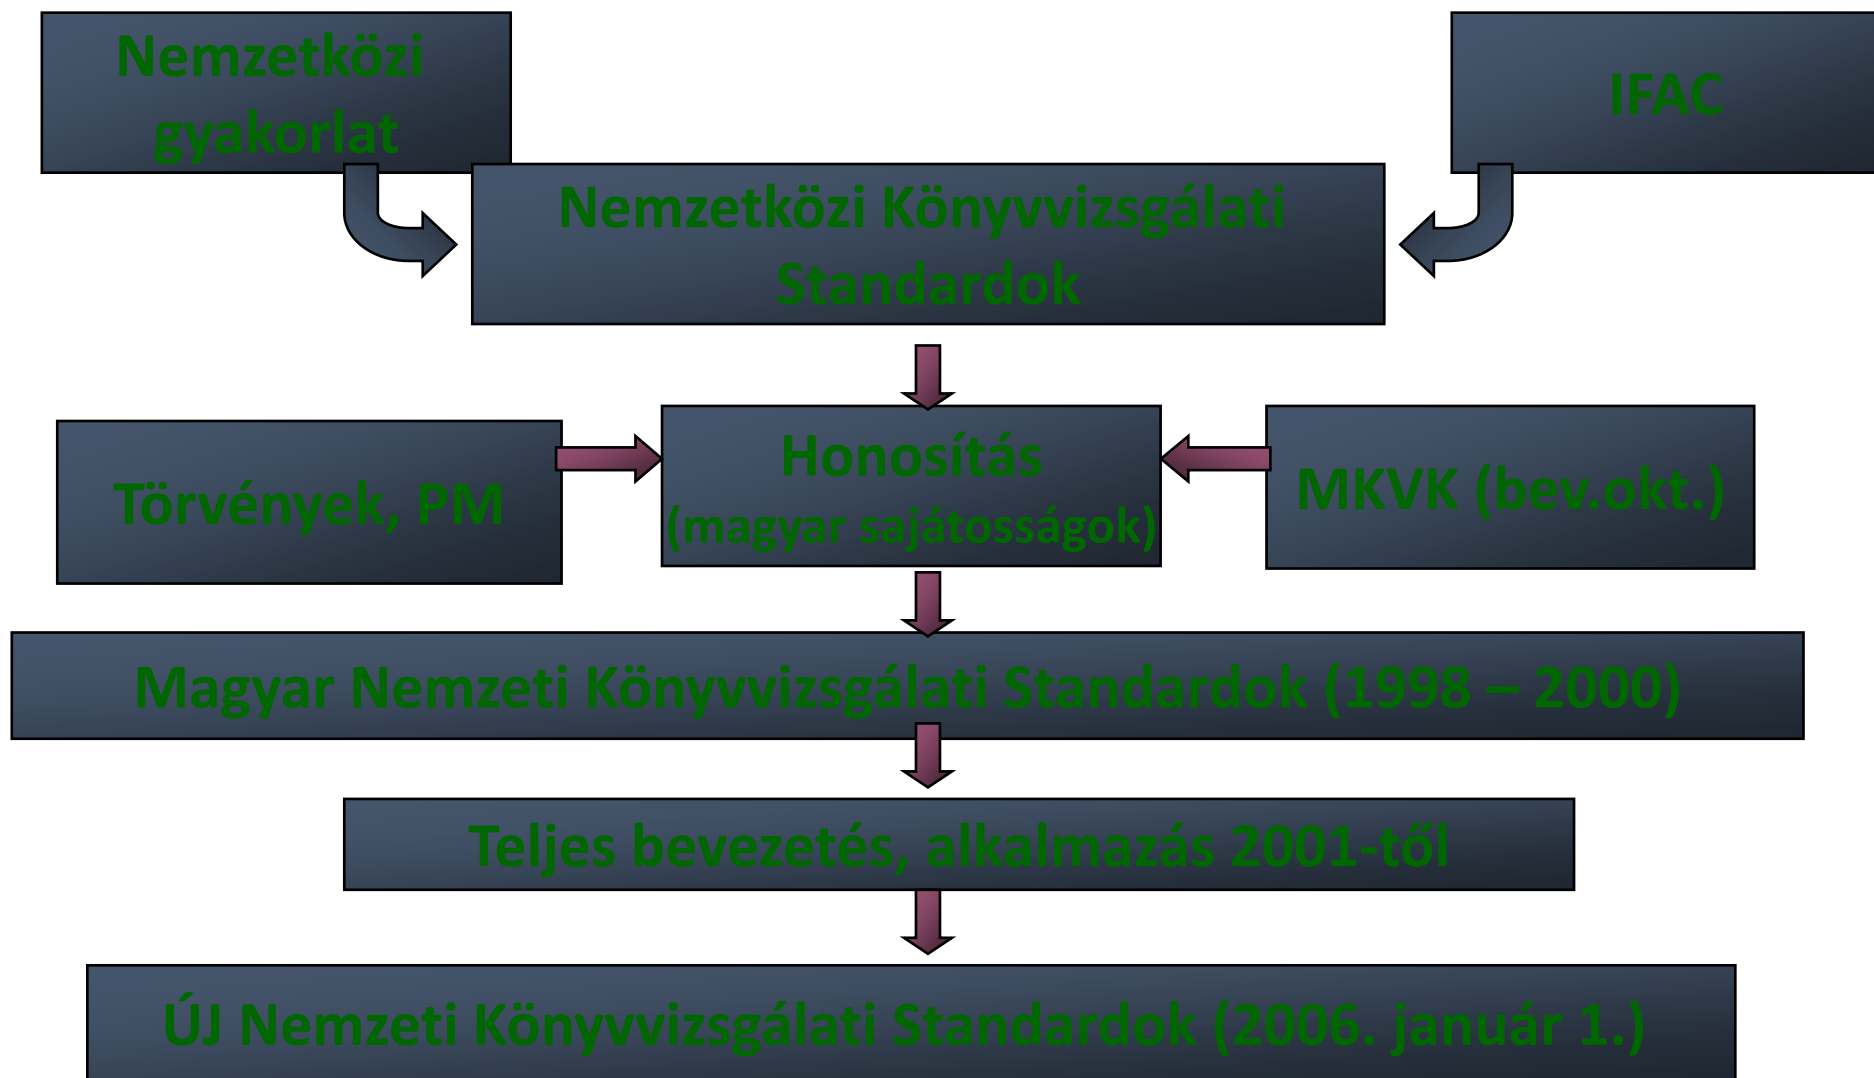 Nemzetközi
gyakorlat
IFAC
Nemzetközi Könyvvizsgálati
Standardok
Törvények, PM
Honosítás
(magyar sajátosságok)
MKVK (bev.okt.)
Magyar Nemzeti Könyvvizsgálati Standardok (1998 – 2000)
Teljes bevezetés, alkalmazás 2001-től
ÚJ Nemzeti Könyvvizsgálati Standardok (2006. január 1.)